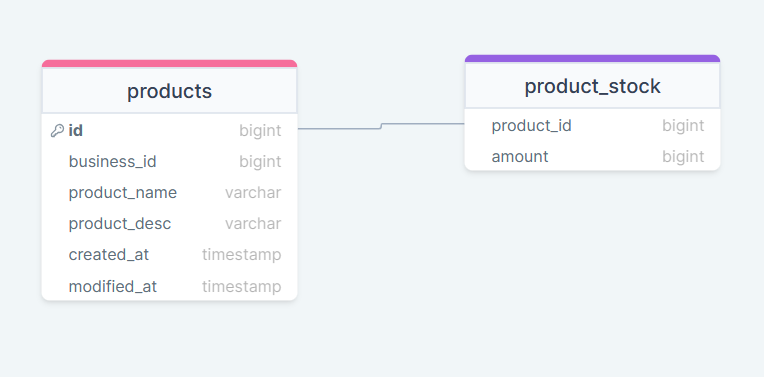 products
id bigint
business_id bigint
product_name varchar
product_desc varchar
created_at timestamp
modified_at timestamp
product_stock
product_id bigint
amount bigint